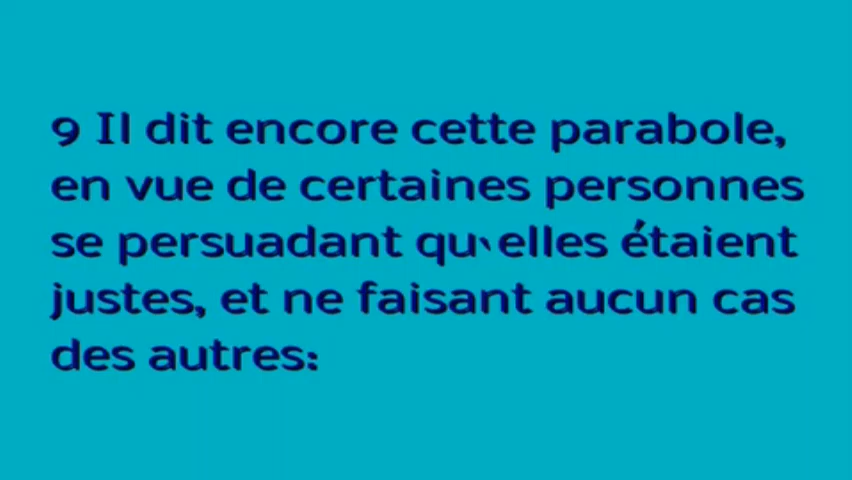 9 Il dit encore cette parabole,
en vue de certaines personnes
se persuadant qu`elles étaient
justes, et ne faisant aucun cas
des autres: